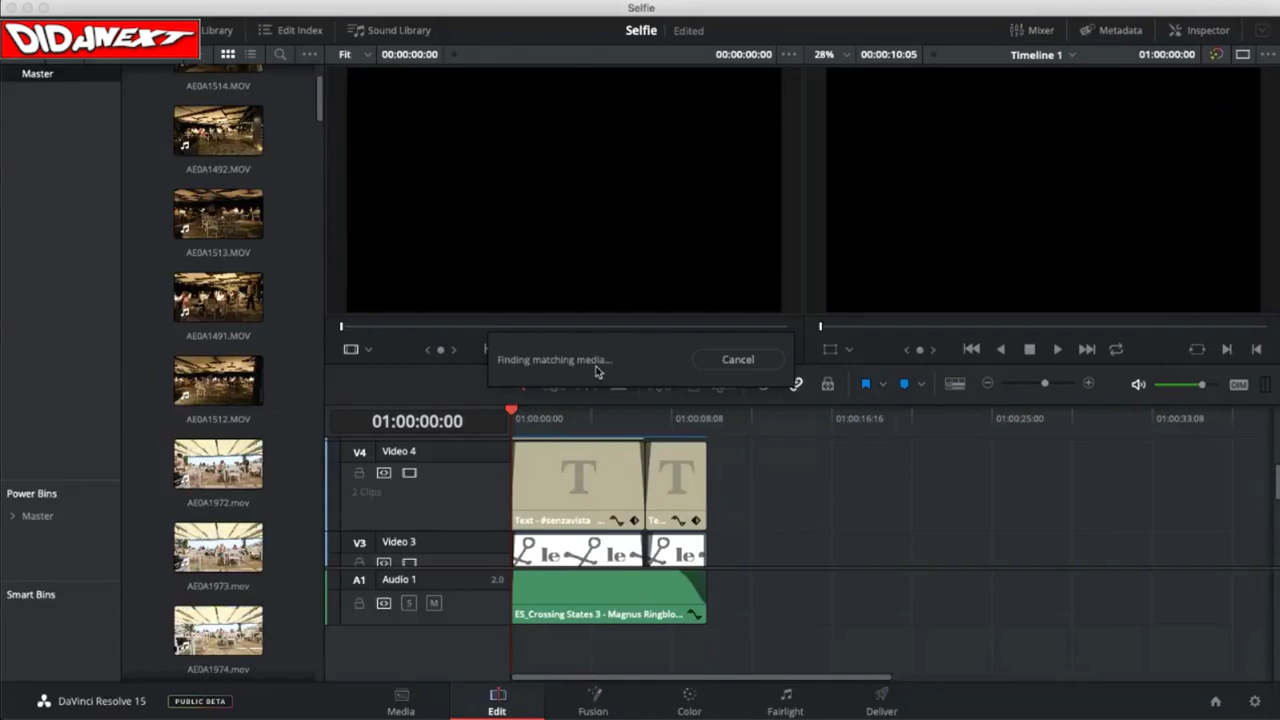 Selfie
DIDANEXT
Library
Edit Index
Sound Library
Selfie
Edited
Mixer
Metadata
Inspector
Fit
00:00:00:00
00:00:00:00
28%
00:00:10:05
Timeline 1
01:00:00:00
Master
AE0A1514.MOV
AE0A1492.MOV
AE0A1513.MOV
AE0A1491.MOV
AE0A1512.MOV
AE0A1972.mov
AE0A1973.mov
AE0A1974.mov
Power Bins
Master
Smart Bins
Finding matching media...
Cancel
DIM
01:00:00:00
01:00:00:00
01:00:08:08
01:00:16:16
01:00:25:00
01:00:33:08
V4
Video 4
2 Clips
T
T
Text - #senzavista ...
Te...
V3
Video 3
le
le
le
A1
Audio 1
2.0
S
M
ES_Crossing States 3 - Magnus Ringblo...
DaVinci Resolve 15
PUBLIC BETA
Media
Edit
Fusion
Color
Fairlight
Deliver